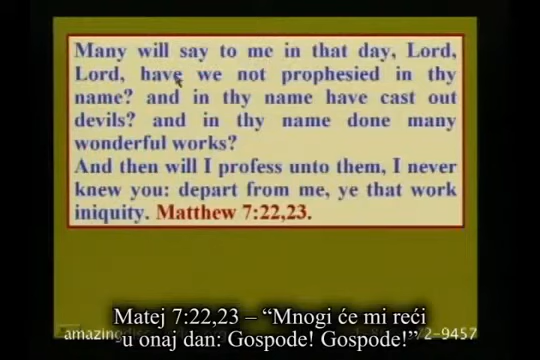 Many will say to me in that day, Lord,
Lord, have we not prophesied in thy
name? and in thy name have cast out
devils? and in thy name done many
wonderful works?
And then will I profess unto them, I never
knew you: depart from me, ye that work
iniquity. Matthew 7:22,23.
Matej 7:22,23 – “Mnogi će mi reći
u onaj dan: Gospode! Gospode!”
amazing
2-9457